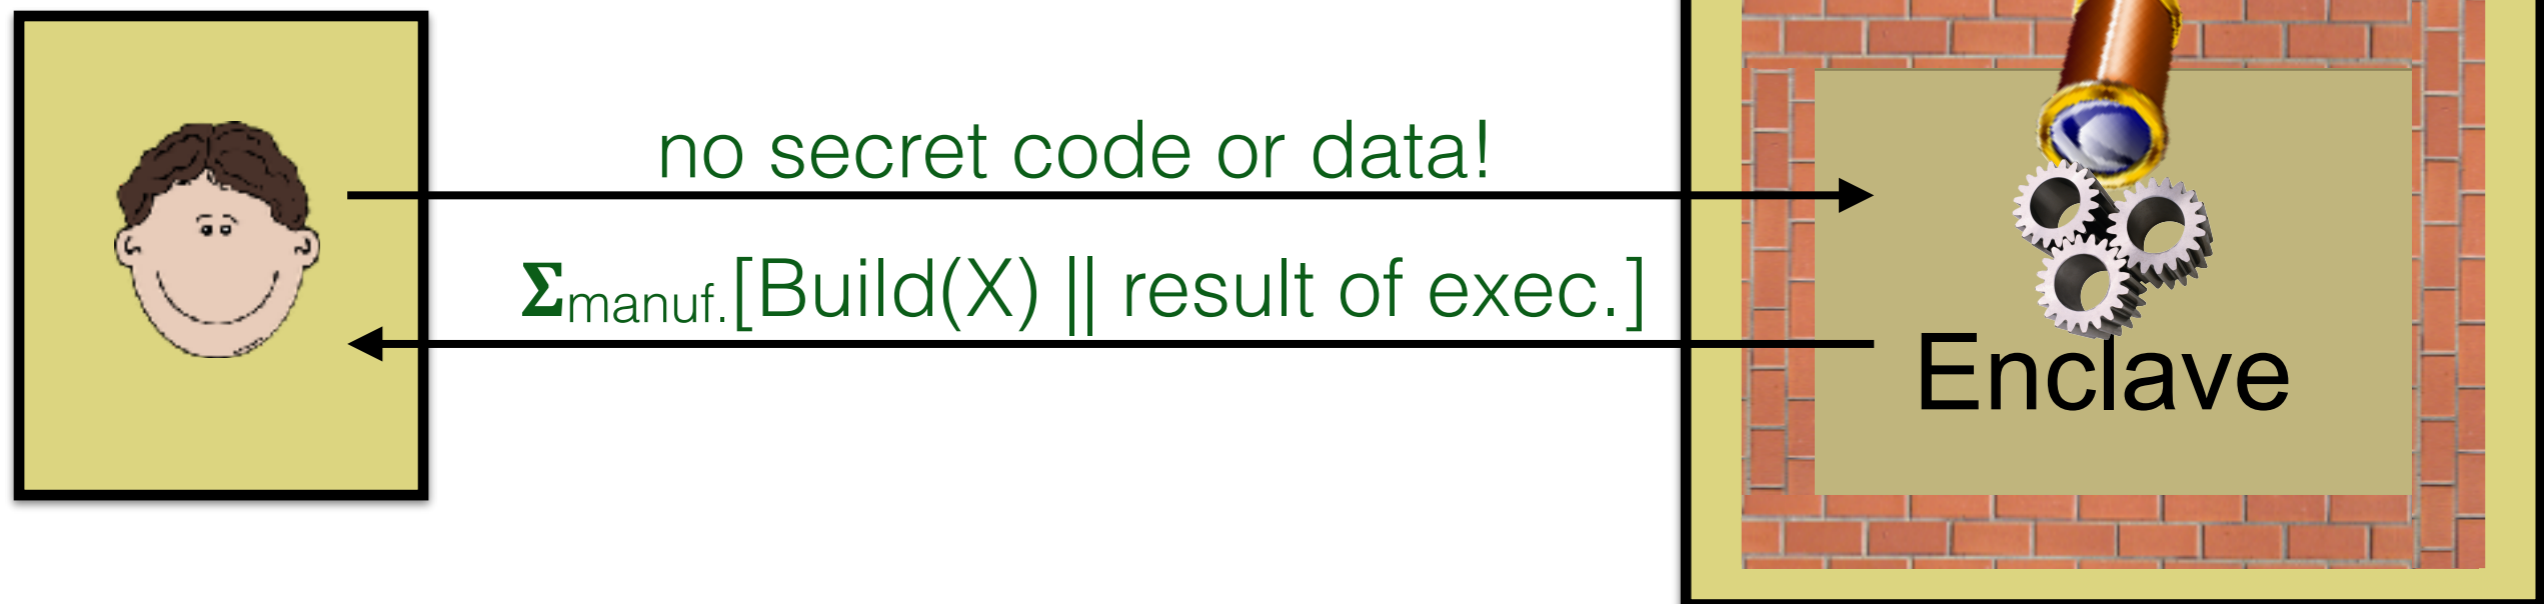 no secret code or data!
Σmanuf.[Build(X) || result of exec.]
Enclave